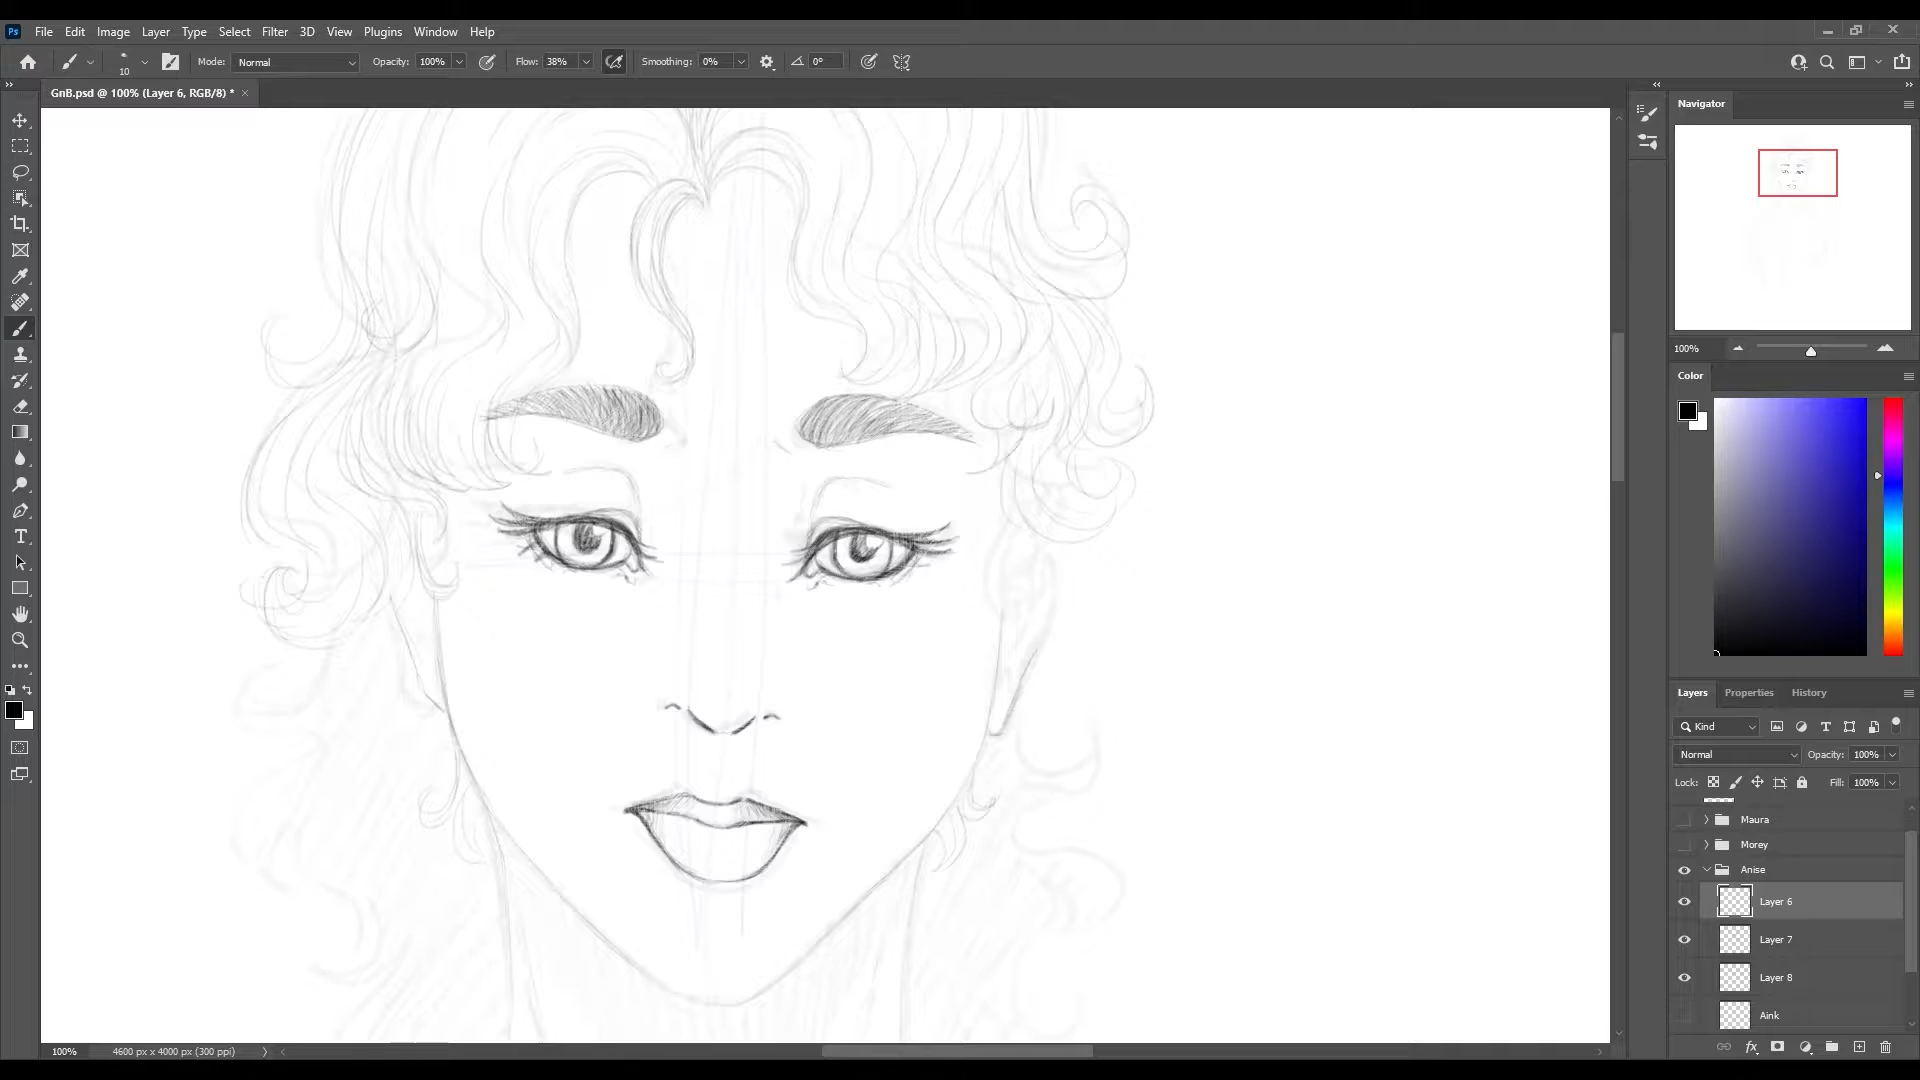 Ps File Edit Image Layer Type Select Filter 3D View Plugins Window Help
10 Mode: Normal Opacity: 100% Flow: 38% Smoothing: 0% 0°
GnB.psd @ 100% (Layer 6, RGB/8) * ×
Navigator
100%
Color
Layers Properties History
Kind
Normal Opacity: 100%
Lock: Fill: 100%
Maura
Morey
Anise
Layer 6
Layer 7
Layer 8
Aink
fx
100% 4600 px x 4000 px (300 ppi)